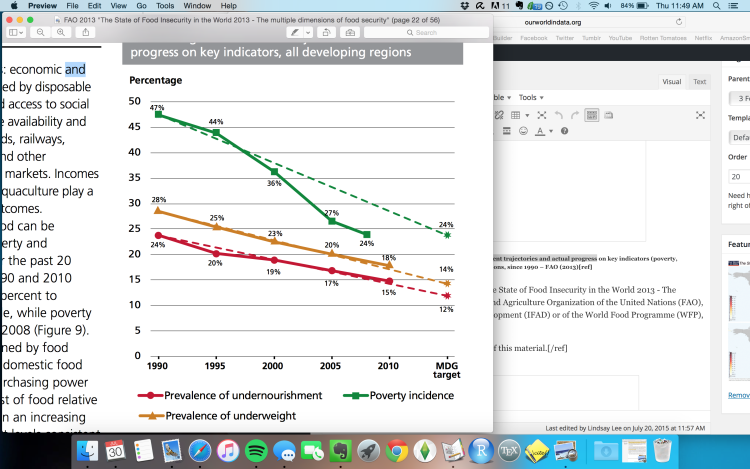 Preview File Edit View Go Tools Window Help
11
84%
Thu 11:49 AM
FAO 2013 "The State of Food Insecurity in the World 2013 - The multiple dimensions of food security" (page 22 of 56)
Search
ourworldindata.org
Builder Facebook Twitter Tumblr YouTube Rotten Tomatoes Netflix AmazonSm
s: economic and
ed by disposable
d access to social
e availability and
ds, railways,
nd other
markets. Incomes
quaculture play a
tcomes.
od can be
erty and
r the past 20
90 and 2010
percent to
e, while poverty
2008 (Figure 9).
ned by food
domestic food
rchasing power
st of food relative
n an increasing
progress on key indicators, all developing regions
Percentage
50
45
40
35
30
25
20
15
10
5
0
47%
44%
36%
27%
24%
24%
28%
25%
23%
20%
18%
14%
24%
20%
19%
17%
15%
12%
1990 1995 2000 2005 2010 MDG
target
Prevalence of undernourishment
Poverty incidence
Prevalence of underweight
Visual Text
ble Tools
ent trajectories and actual progress on key indicators (poverty,
ons, since 1990 – FAO (2013)[ref]
e State of Food Insecurity in the World 2013 - The
nd Agriculture Organization of the United Nations (FAO),
opment (IFAD) or of the World Food Programme (WFP),
f this material.[/ref]
Last edited by Lindsay Lee on July 20, 2015 at 11:57 AM
Parent
3 F
Templa
Defa
Order
20
Need h
right of
Featur
Remov
JUL
30
R
TEX